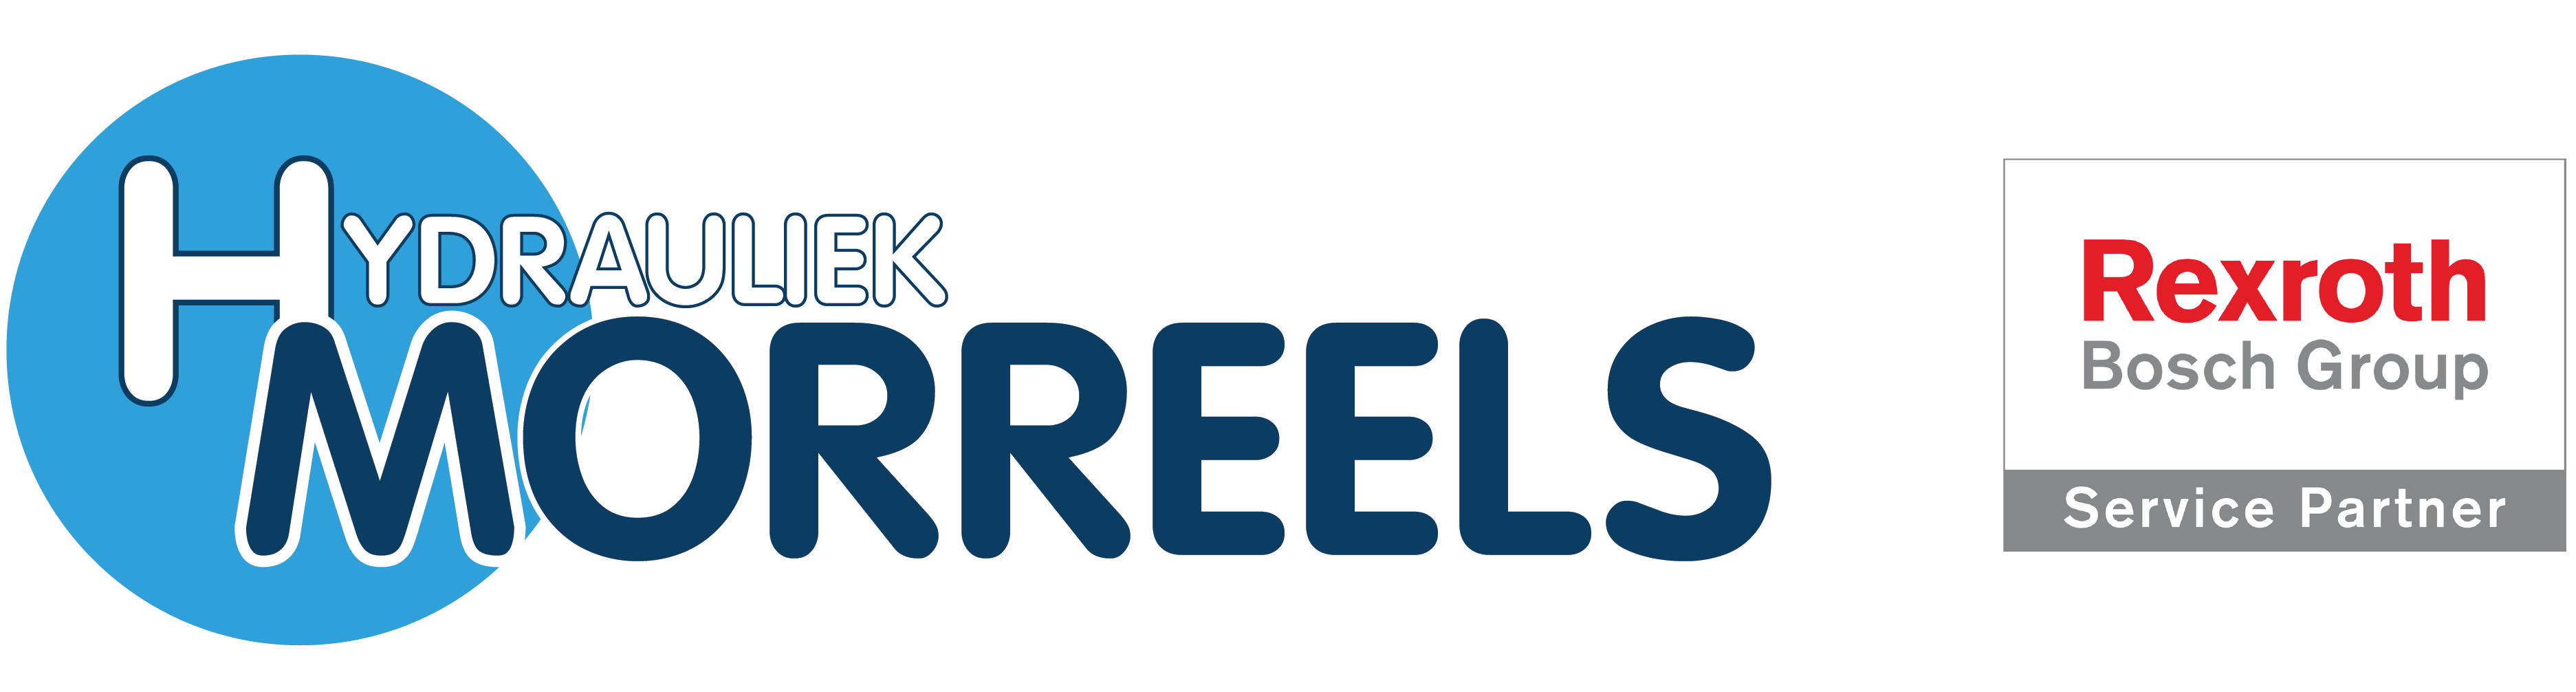 HYDRAULIEK
MORREELS
Rexroth
Bosch Group
Service Partner